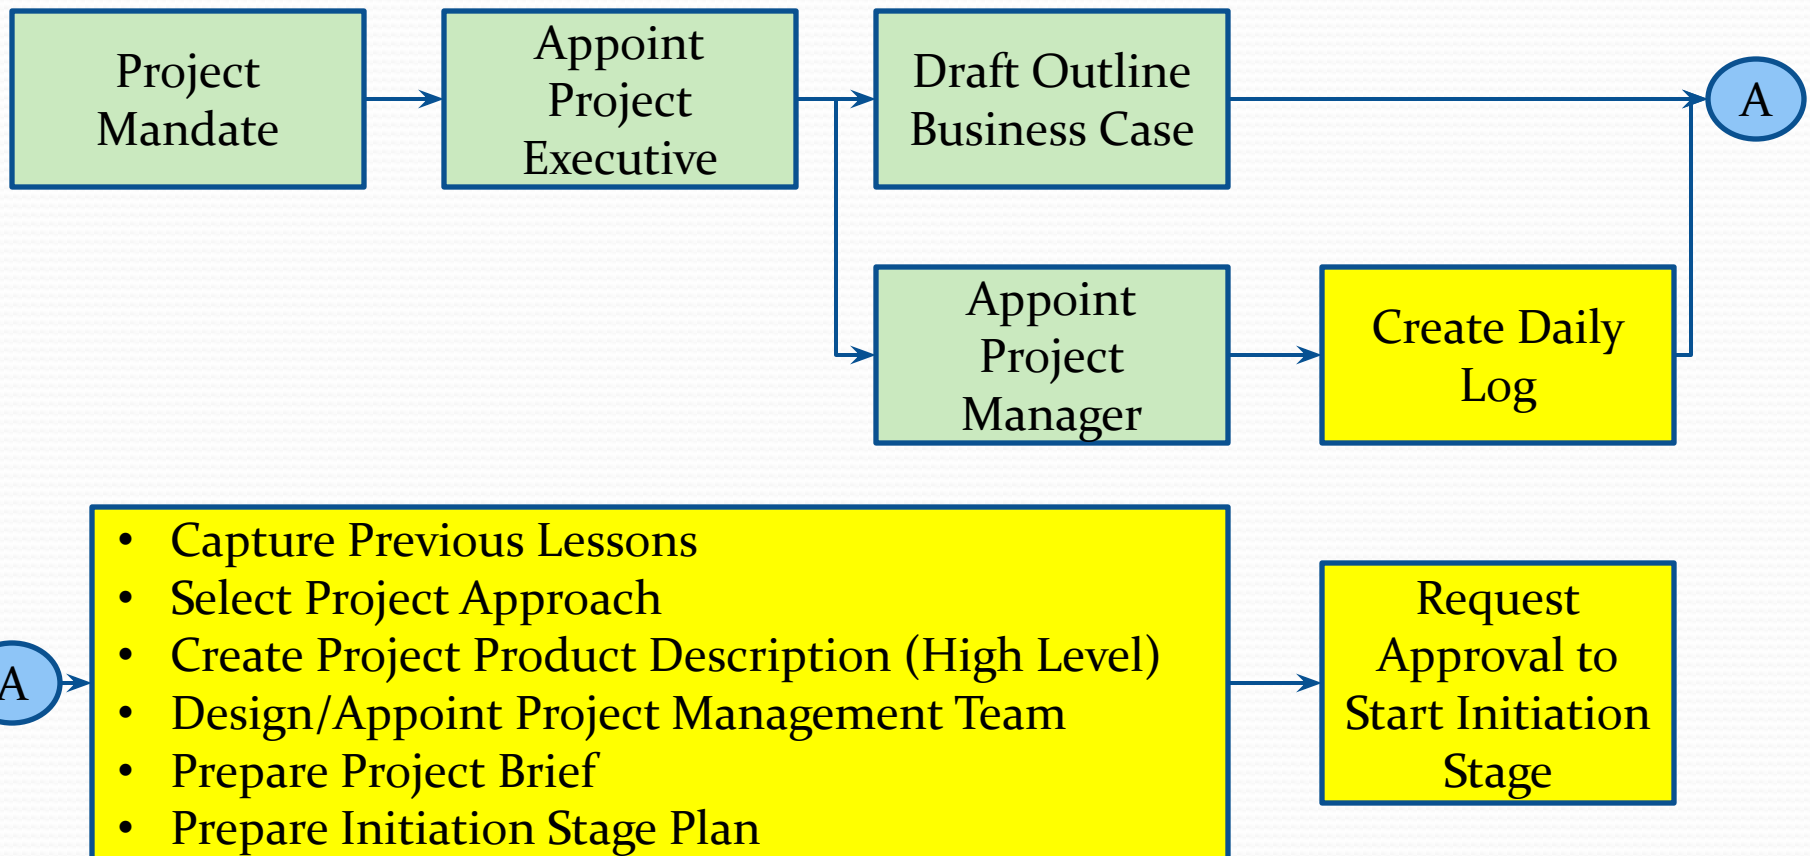 Project
Mandate
Appoint
Project
Executive
Draft Outline
Business Case
A
Appoint
Project
Manager
Create Daily
Log
A
• Capture Previous Lessons
• Select Project Approach
• Create Project Product Description (High Level)
• Design/Appoint Project Management Team
• Prepare Project Brief
• Prepare Initiation Stage Plan
Request
Approval to
Start Initiation
Stage